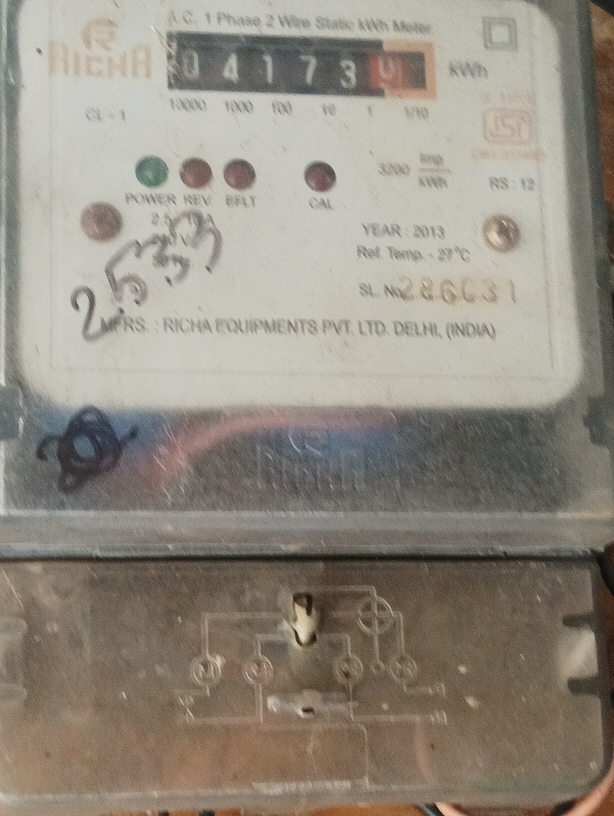 A.C. 1 Phase 2 Wire Static kWh Meter
RICHA
0 4 1 7 3
kWh
10000 1000 100 10 1 1/10
CL - 1
ISI
3200 imp/kWh
RS : 12
POWER REV EFLT CAL
YEAR : 2013
Ref. Temp. - 27°C
SL. No. 286631
MFRS. : RICHA EQUIPMENTS PVT. LTD. DELHI, (INDIA)
RICHA